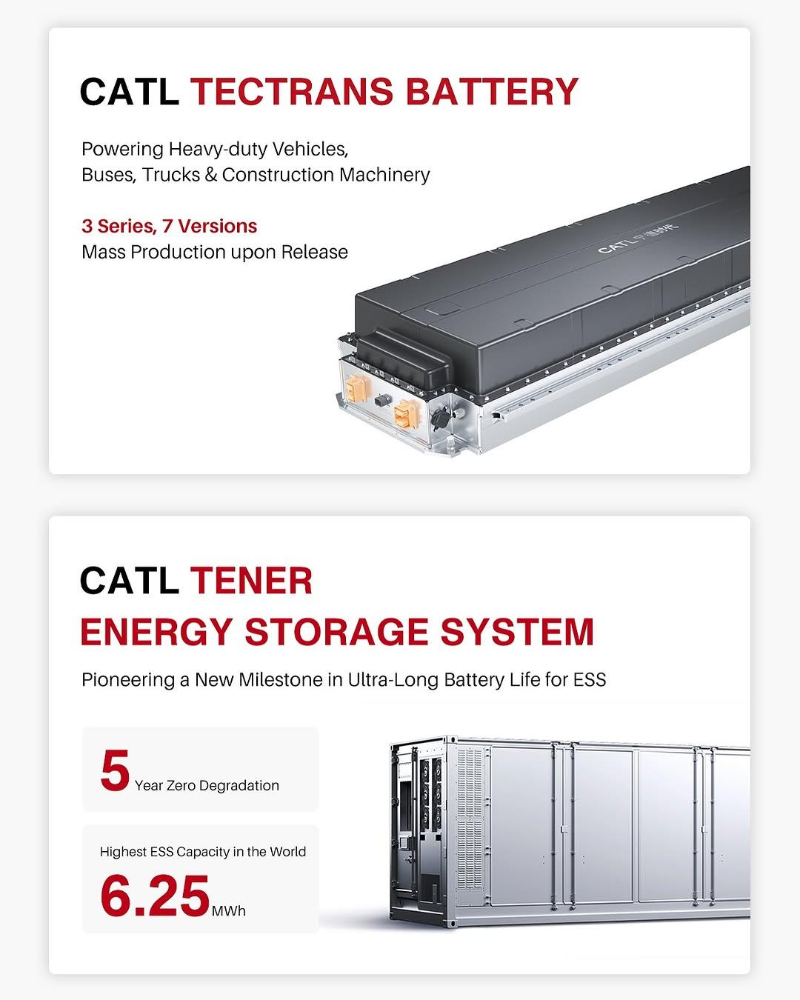 CATL TECTRANS BATTERY
Powering Heavy-duty Vehicles,
Buses, Trucks & Construction Machinery
3 Series, 7 Versions
Mass Production upon Release
CATL 宁德时代
CATL TENER
ENERGY STORAGE SYSTEM
Pioneering a New Milestone in Ultra-Long Battery Life for ESS
5 Year Zero Degradation
Highest ESS Capacity in the World
6.25 MWh